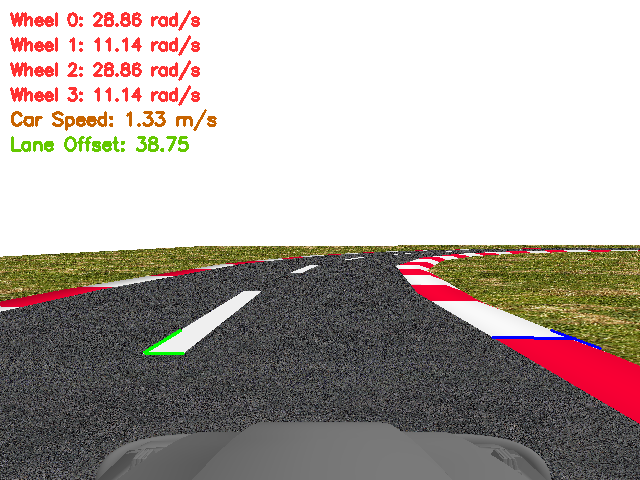 Wheel 0: 28.86 rad/s
Wheel 1: 11.14 rad/s
Wheel 2: 28.86 rad/s
Wheel 3: 11.14 rad/s
Car Speed: 1.33 m/s
Lane Offset: 38.75